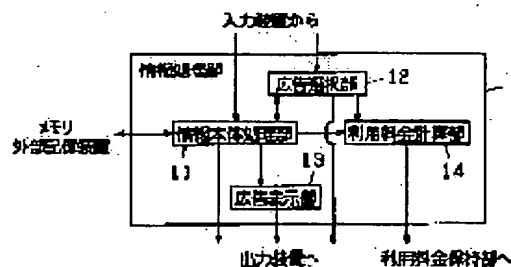 入力装置から
情報処理部
広告選択部
12
メモリ
外部記憶装置
情報本体処理部
利用料金計算部
11
13
14
広告表示部
出力装置へ
利用料金保持部へ